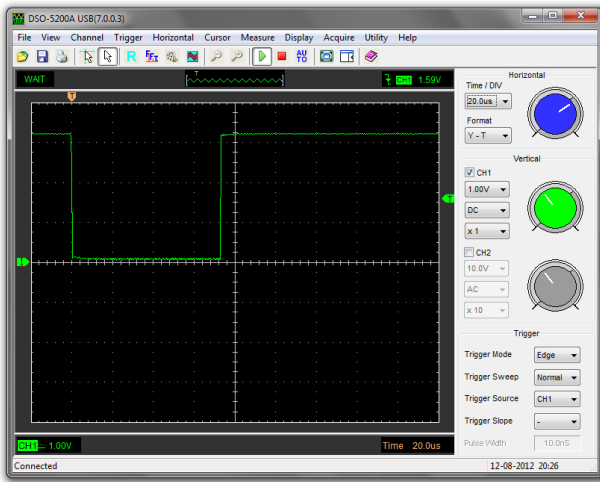 DSO-5200A USB(7.0.0.3)
File View Channel Trigger Horizontal Cursor Measure Display Acquire Utility Help
R FFT AUTO
WAIT T CH1 1.59V
T
T
1
CH1 1.00V Time 20.0us
Horizontal
Time / DIV
20.0us
Format
Y - T
Vertical
CH1
1.00V
DC
x 1
CH2
10.0V
AC
x 10
Trigger
Trigger Mode Edge
Trigger Sweep Normal
Trigger Source CH1
Trigger Slope -
Pulse Width 10.0nS
Connected 12-08-2012 20:26